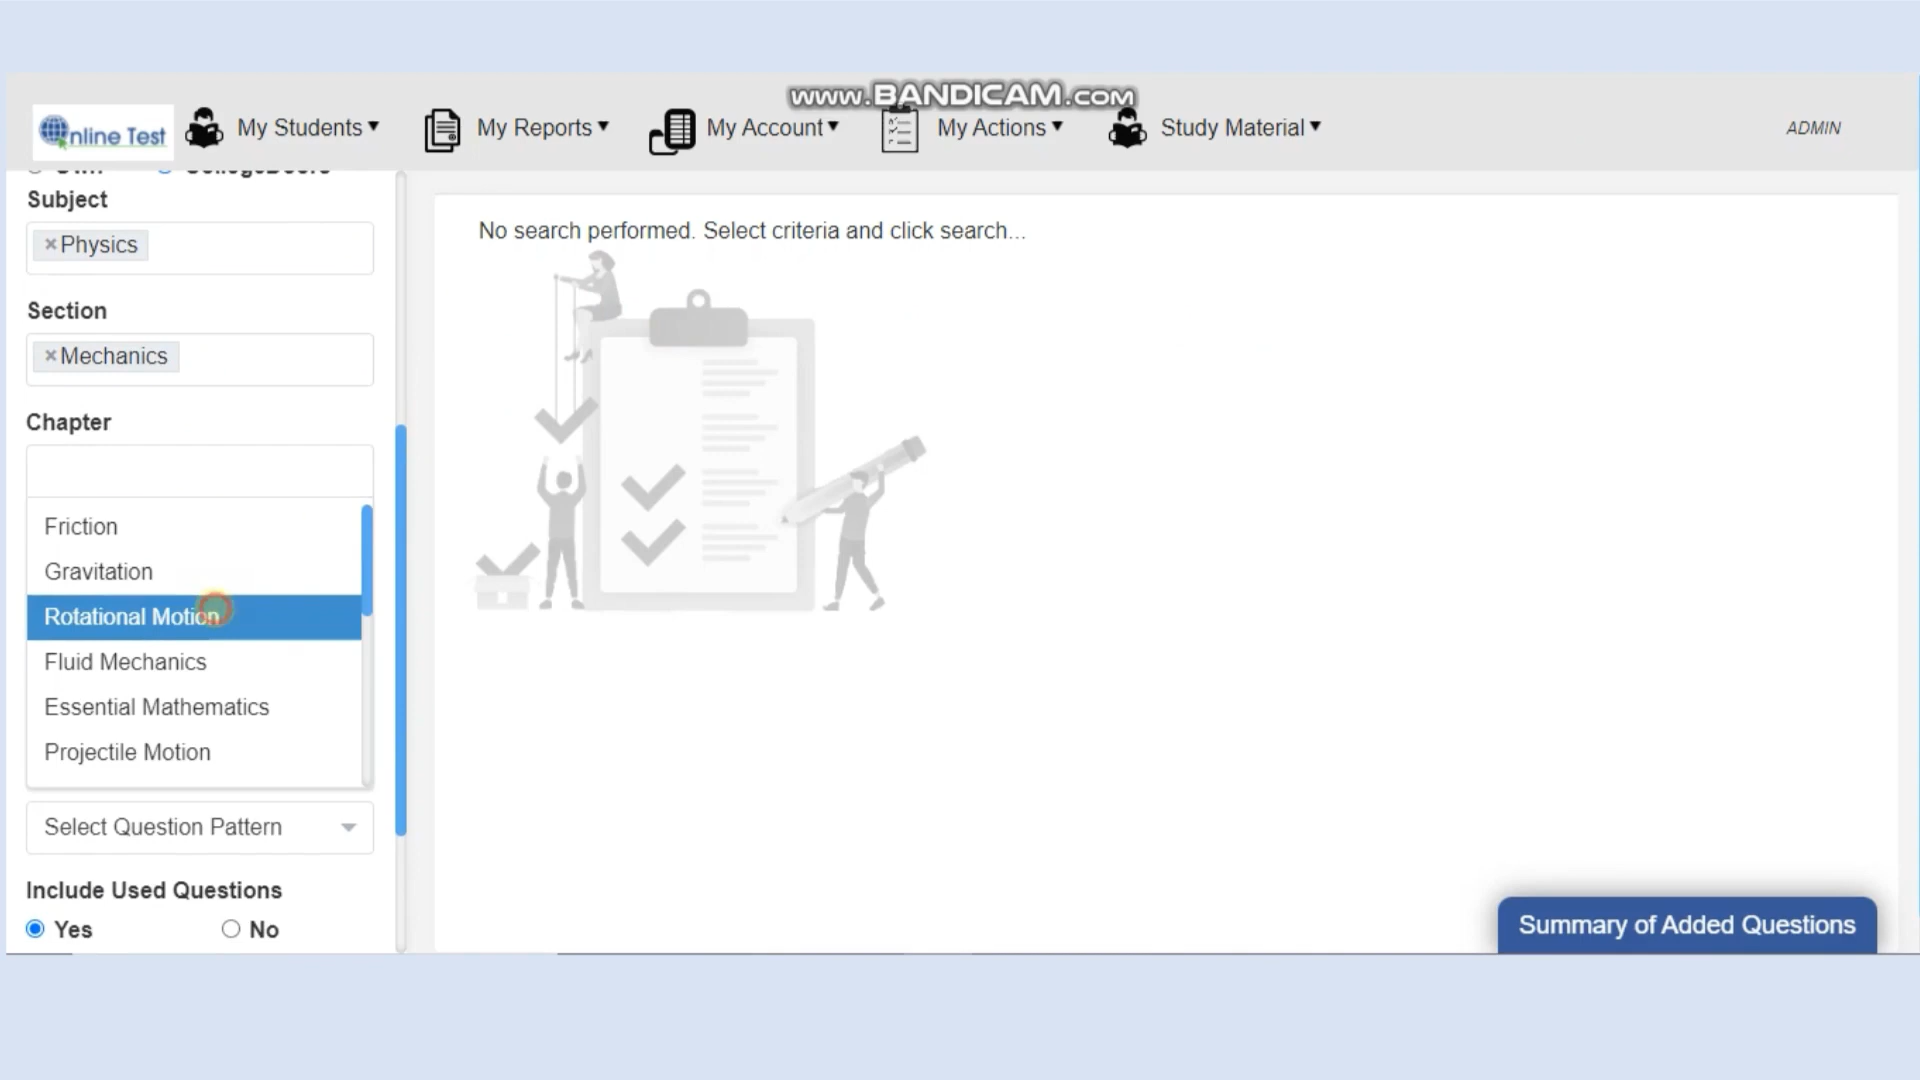 www.BANDICAM.com
nline Test
My Students
My Reports
My Account
My Actions
Study Material
ADMIN
Subject
×Physics
Section
×Mechanics
Chapter
Friction
Gravitation
Rotational Motion
Fluid Mechanics
Essential Mathematics
Projectile Motion
Select Question Pattern
Include Used Questions
Yes
No
No search performed. Select criteria and click search...
Summary of Added Questions